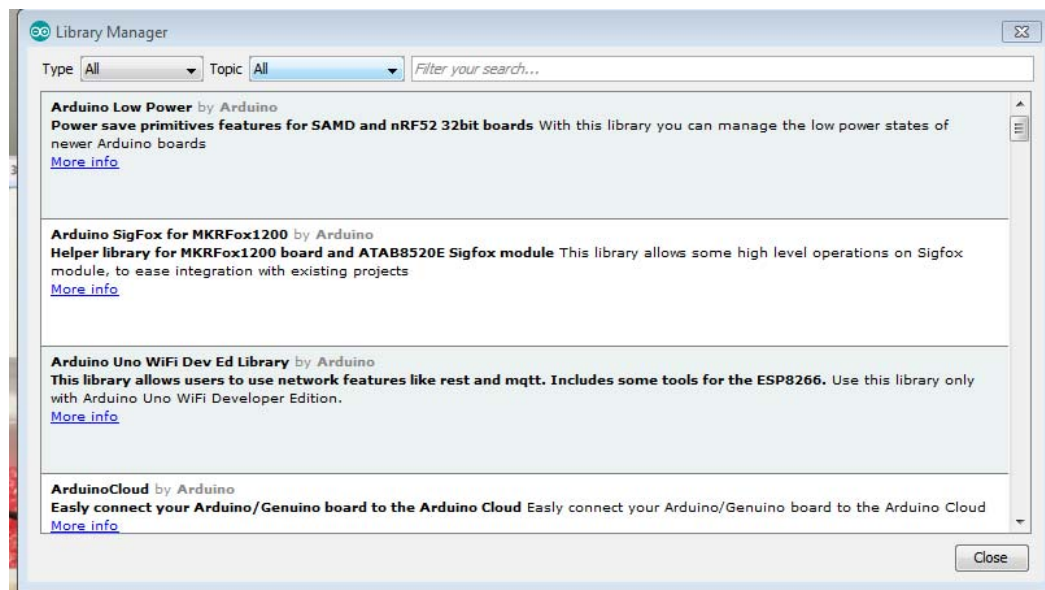 Library Manager
Type All Topic All Filter your search...
Arduino Low Power by Arduino
Power save primitives features for SAMD and nRF52 32bit boards With this library you can manage the low power states of
newer Arduino boards
More info
Arduino SigFox for MKRFox1200 by Arduino
Helper library for MKRFox1200 board and ATAB8520E Sigfox module This library allows some high level operations on Sigfox
module, to ease integration with existing projects
More info
Arduino Uno WiFi Dev Ed Library by Arduino
This library allows users to use network features like rest and mqtt. Includes some tools for the ESP8266. Use this library only
with Arduino Uno WiFi Developer Edition.
More info
ArduinoCloud by Arduino
Easly connect your Arduino/Genuino board to the Arduino Cloud Easly connect your Arduino/Genuino board to the Arduino Cloud
More info
Close